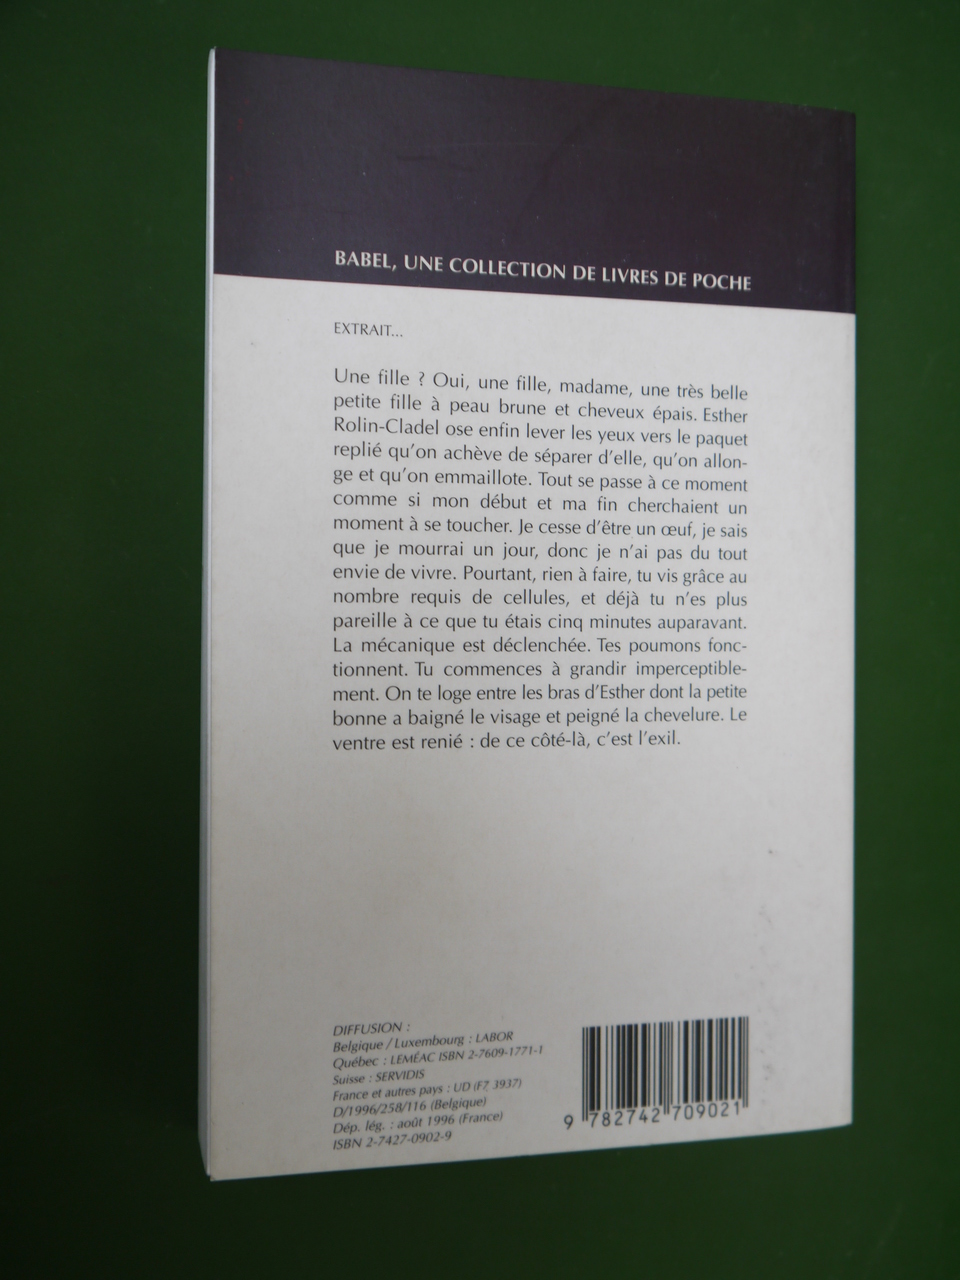 BABEL, UNE COLLECTION DE LIVRES DE POCHE
EXTRAIT...
Une fille ? Oui, une fille, madame, une très belle
petite fille à peau brune et cheveux épais. Esther
Rolin-Cladel ose enfin lever les yeux vers le paquet
replié qu'on achève de séparer d'elle, qu'on allon-
ge et qu'on emmaillote. Tout se passe à ce moment
comme si mon début et ma fin cherchaient un
moment à se toucher. Je cesse d'être un œuf, je sais
que je mourrai un jour, donc je n'ai pas du tout
envie de vivre. Pourtant, rien à faire, tu vis grâce au
nombre requis de cellules, et déjà tu n'es plus
pareille à ce que tu étais cinq minutes auparavant.
La mécanique est déclenchée. Tes poumons fonc-
tionnent. Tu commences à grandir imperceptible-
ment. On te loge entre les bras d'Esther dont la petite
bonne a baigné le visage et peigné la chevelure. Le
ventre est renié : de ce côté-là, c'est l'exil.
DIFFUSION :
Belgique / Luxembourg : LABOR
Québec : LEMÉAC ISBN 2-7609-1771-1
Suisse : SERVIDIS
France et autres pays : UD (F7 3937)
D/1996/258/116 (Belgique)
Dép. lég. : août 1996 (France)
ISBN 2-7427-0902-9
9 782742 709021